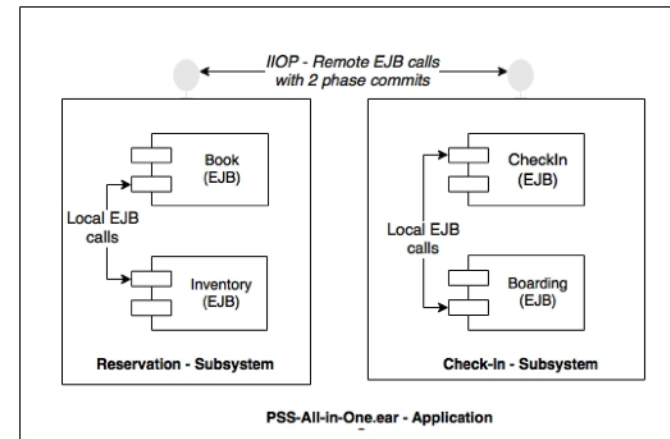 IIOP - Remote EJB calls
with 2 phase commits
Book
(EJB)
Local EJB
calls
Inventory
(EJB)
Reservation - Subsystem
CheckIn
(EJB)
Local EJB
calls
Boarding
(EJB)
Check-In - Subsystem
PSS-All-in-One.ear - Application